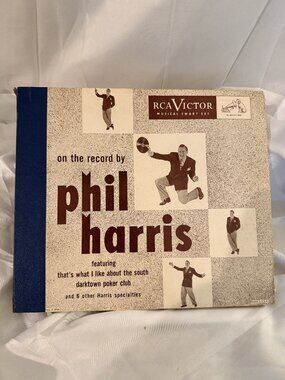 RCA VICTOR
MUSICAL SMART SET
on the record by
phil
harris
featuring
that's what i like about the south
darktown poker club
and 6 other Harris specialties